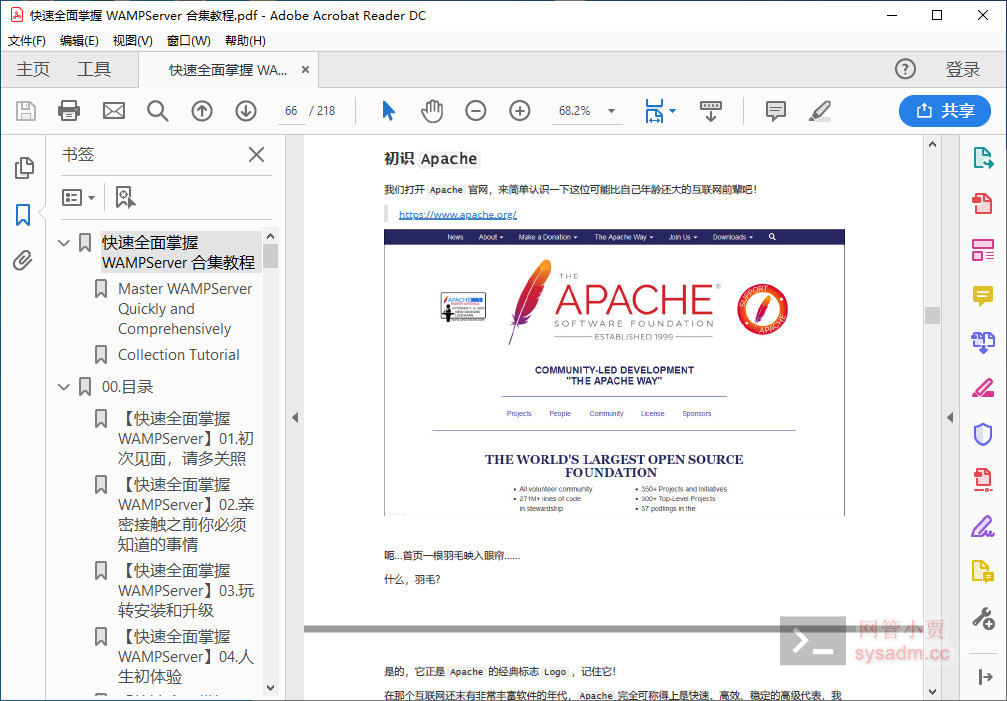 快速全面掌握 WAMPServer 合集教程.pdf - Adobe Acrobat Reader DC
文件(F) 编辑(E) 视图(V) 窗口(W) 帮助(H)
主页 工具 快速全面掌握 WA... × 登录
66 / 218 68.2% 共享
书签
快速全面掌握
WAMPServer 合集教程
Master WAMPServer
Quickly and
Comprehensively
Collection Tutorial
00.目录
【快速全面掌握
WAMPServer】01.初
次见面，请多关照
【快速全面掌握
WAMPServer】02.亲
密接触之前你必须
知道的事情
【快速全面掌握
WAMPServer】03.玩
转安装和升级
【快速全面掌握
WAMPServer】04.人
生初体验
初识 Apache
我们打开 Apache 官网，来简单认识一下这位可能比自己年龄还大的互联网前辈吧！
https://www.apache.org/
News About Make a Donation The Apache Way Join Us Downloads
THE
APACHE®
SOFTWARE FOUNDATION
ESTABLISHED 1999
SUPPORT
APACHE
COMMUNITY-LED DEVELOPMENT
"THE APACHE WAY"
Projects People Community License Sponsors
THE WORLD'S LARGEST OPEN SOURCE
FOUNDATION
• All volunteer community
• 271M+ lines of code
in stewardship
• 350+ Projects and Initiatives
• 300+ Top-Level Projects
• 37 podlings in the
呃...首页一根羽毛映入眼帘......
什么，羽毛？
是的，它正是 Apache 的经典标志 Logo ，记住它！
在那个互联网还未有非常丰富软件的年代，Apache 完全可称得上是快速、高效、稳定的高级代表，我
网管小贾
sysadm.cc